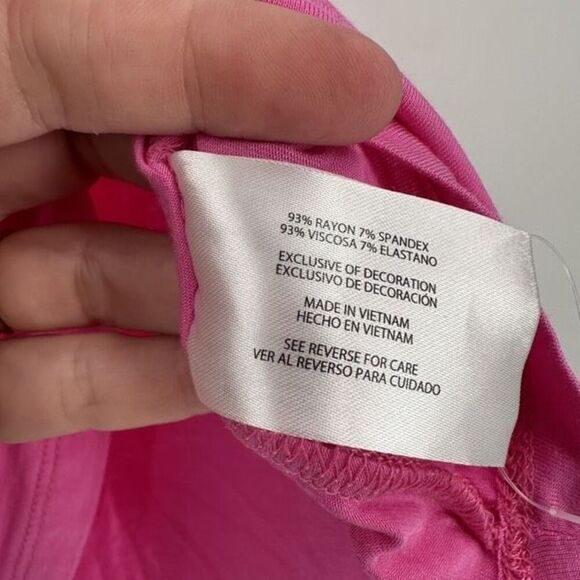 93% RAYON 7% SPANDEX
93% VISCOSA 7% ELASTANO
EXCLUSIVE OF DECORATION
EXCLUSIVO DE DECORACIÓN
MADE IN VIETNAM
HECHO EN VIETNAM
SEE REVERSE FOR CARE
VER AL REVERSO PARA CUIDADO